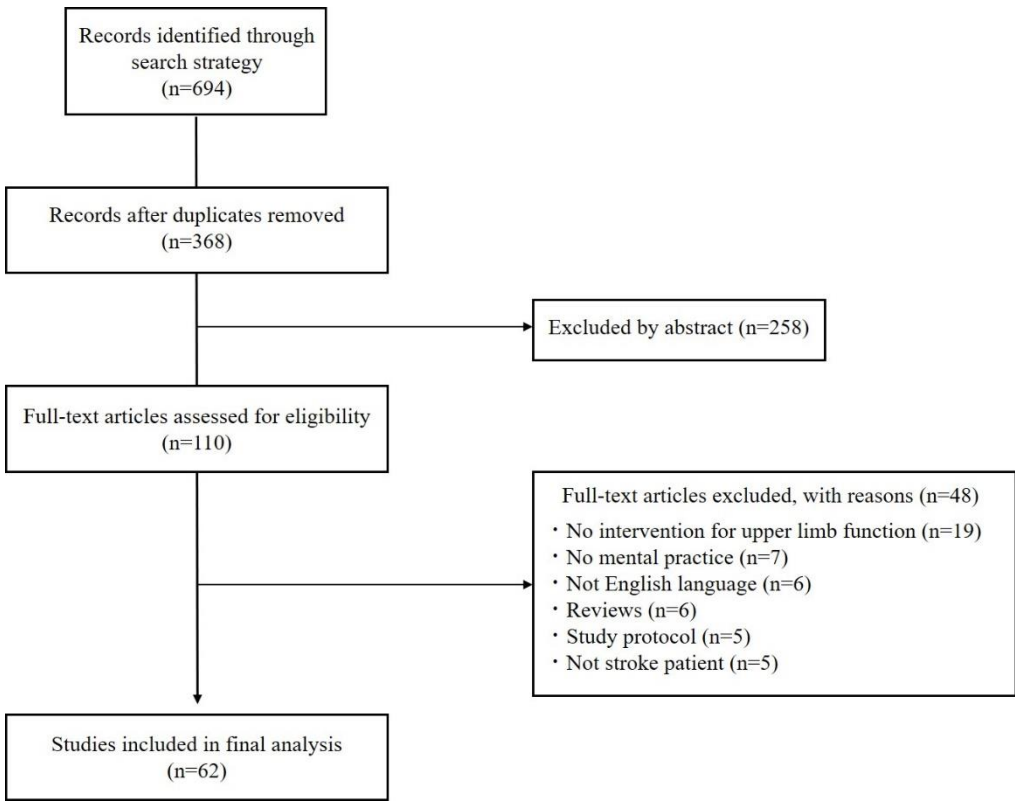 Records identified through
search strategy
(n=694)
Records after duplicates removed
(n=368)
Excluded by abstract (n=258)
Full-text articles assessed for eligibility
(n=110)
Full-text articles excluded, with reasons (n=48)
・No intervention for upper limb function (n=19)
・No mental practice (n=7)
・Not English language (n=6)
・Reviews (n=6)
・Study protocol (n=5)
・Not stroke patient (n=5)
Studies included in final analysis
(n=62)